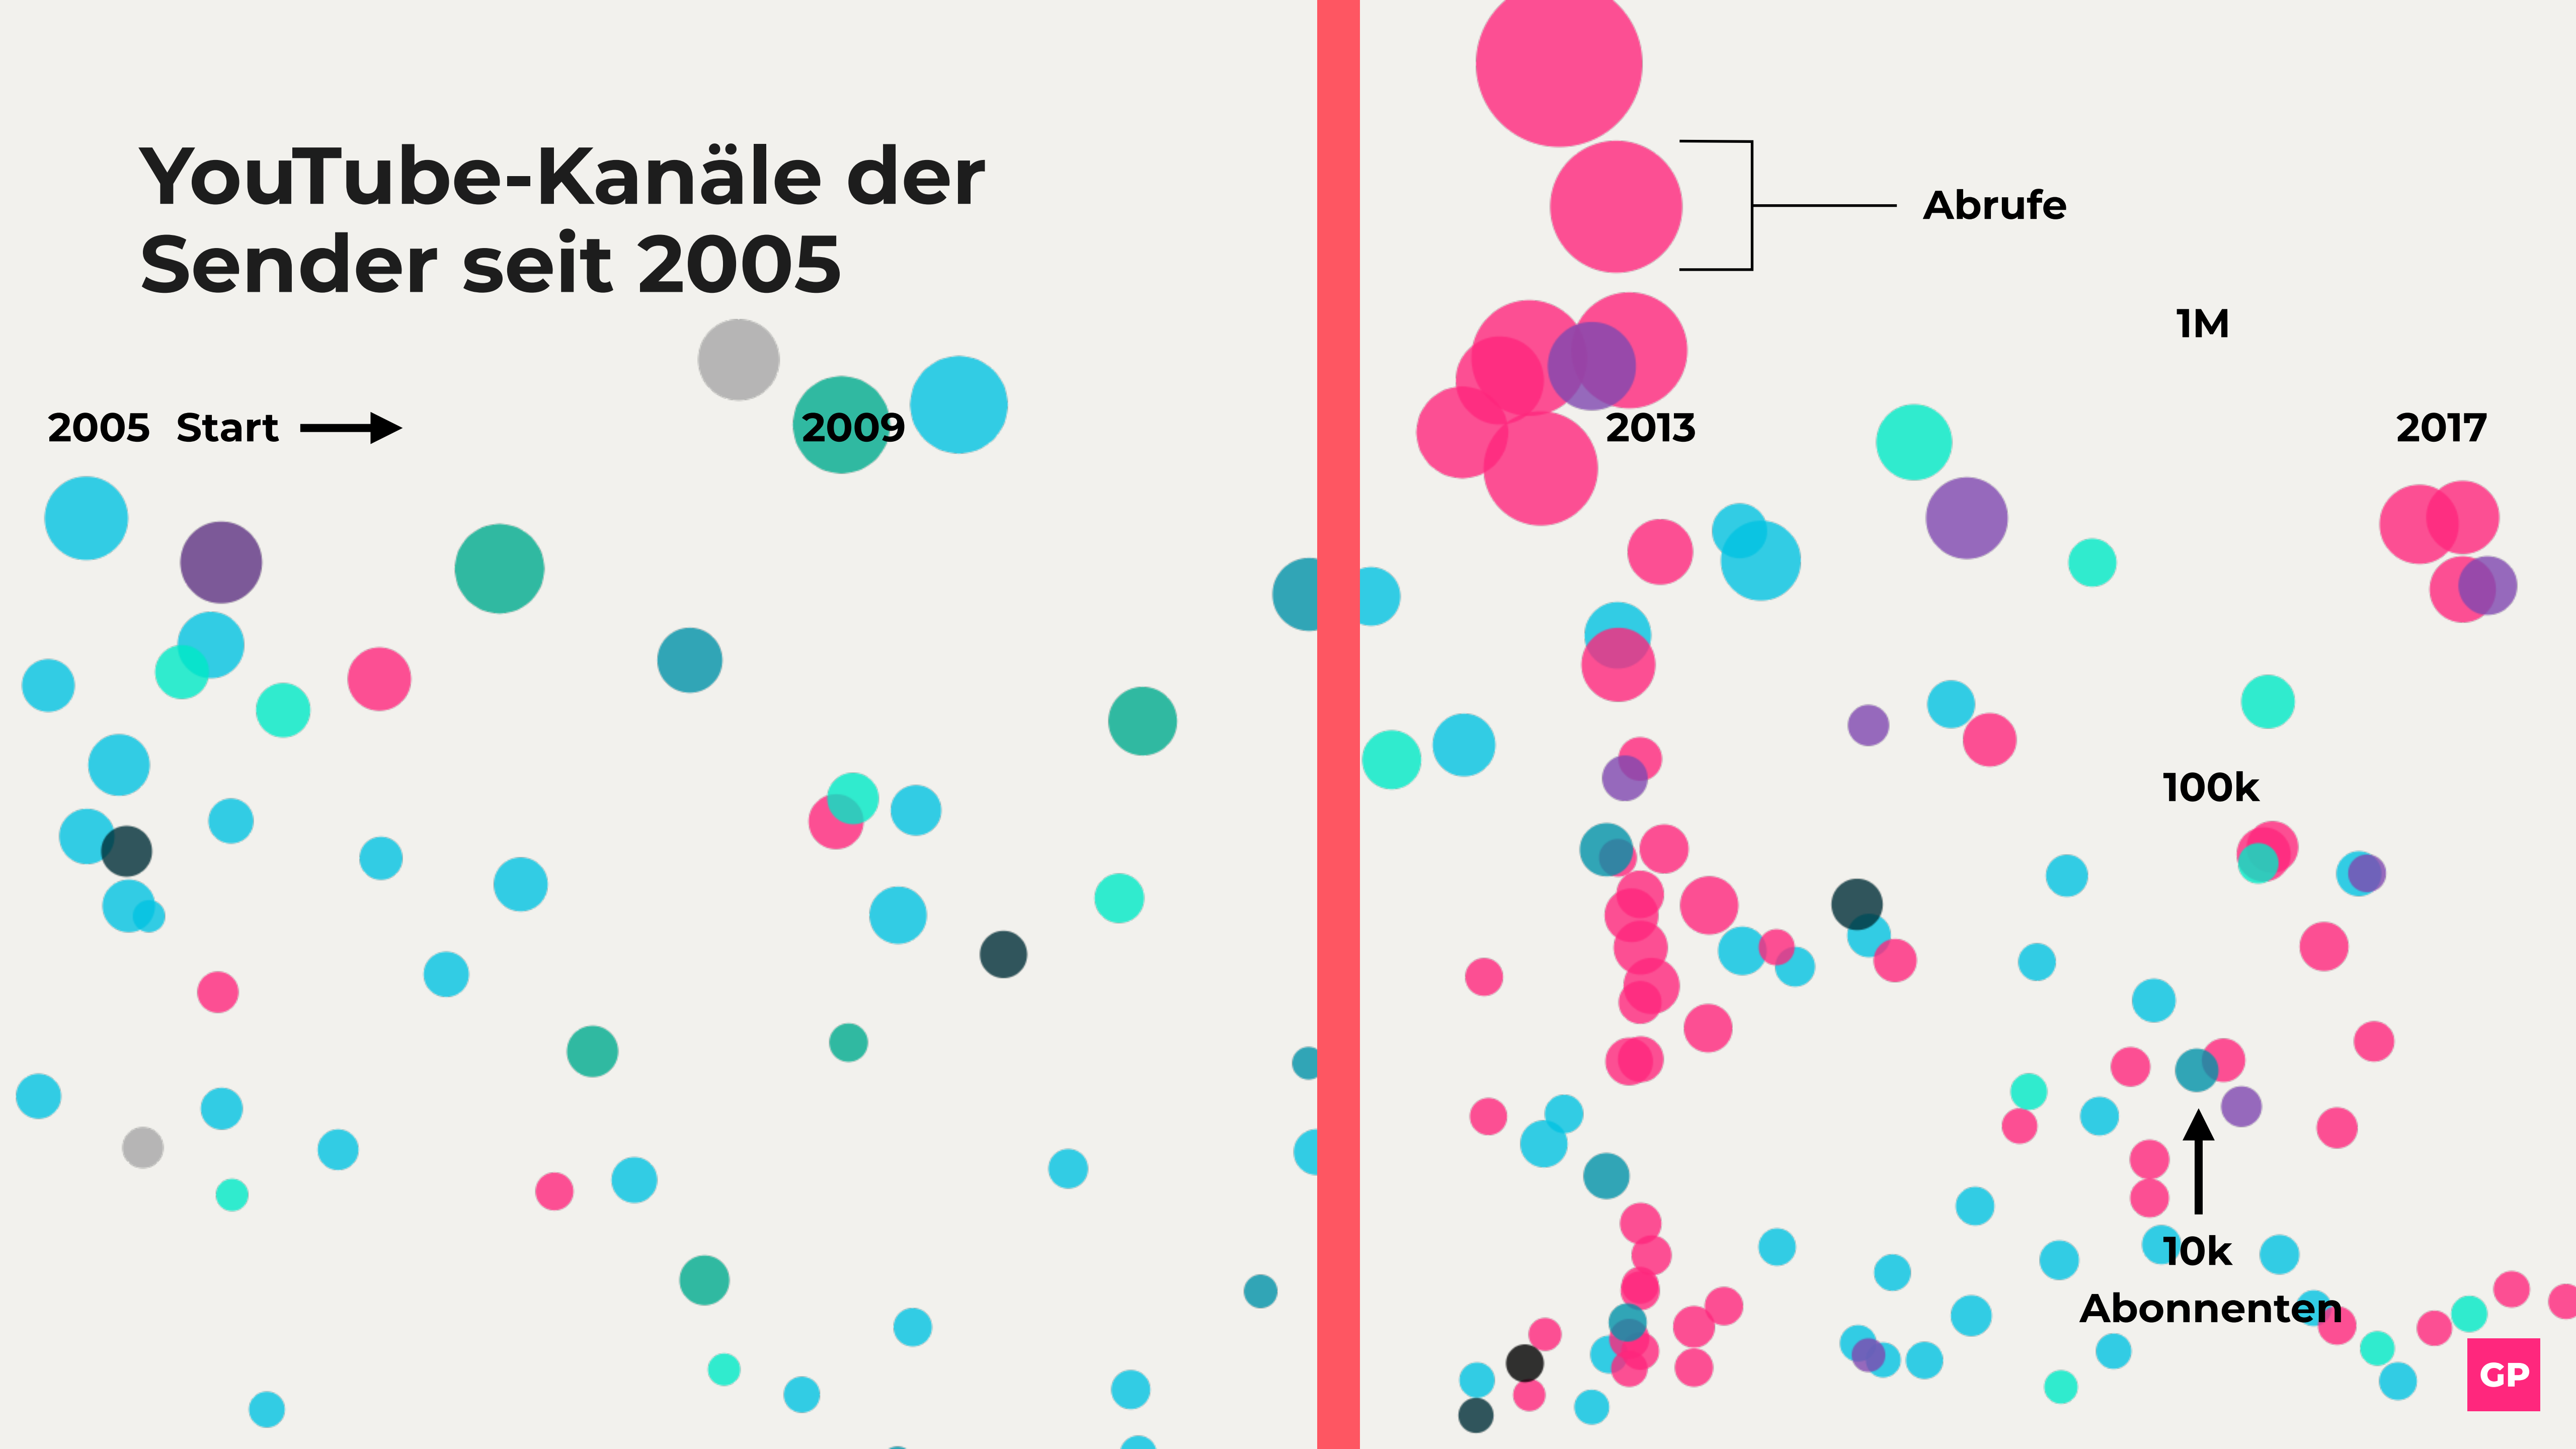 YouTube-Kanäle der
Sender seit 2005
Abrufe
1M
2005 Start
2009
2013
2017
100k
10k
Abonnenten
GP